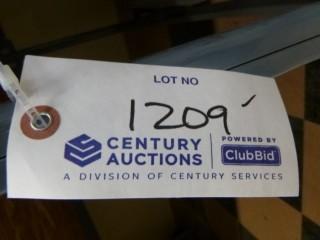 LOT NO
1209
CENTURY AUCTIONS
POWERED BY
ClubBid
A DIVISION OF CENTURY SERVICES